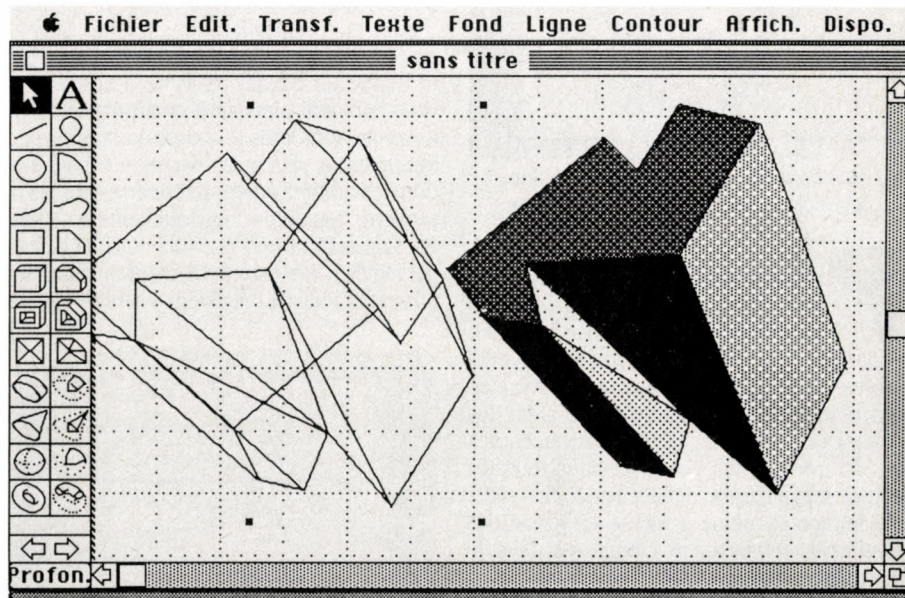 Fichier Edit. Transf. Texte Fond Ligne Contour Affich. Dispo.
sans titre
A
Profon.